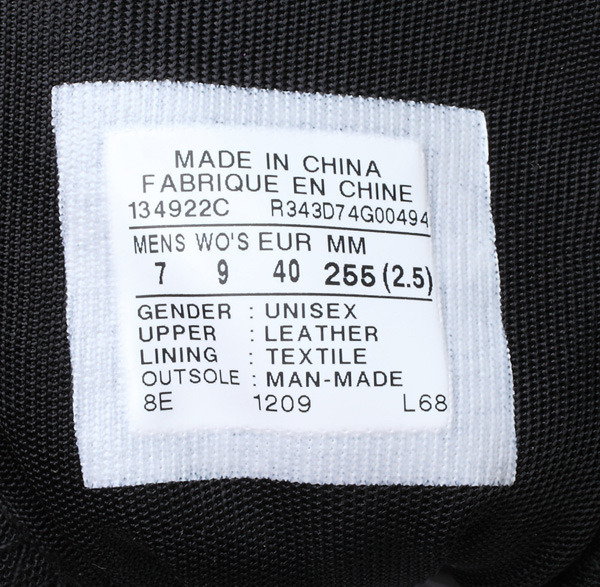 MADE IN CHINA
FABRIQUE EN CHINE
134922C R343D74G00494
MENS WO'S EUR MM
7 9 40 255 (2.5)
GENDER : UNISEX
UPPER : LEATHER
LINING : TEXTILE
OUTSOLE : MAN-MADE
8E 1209 L68